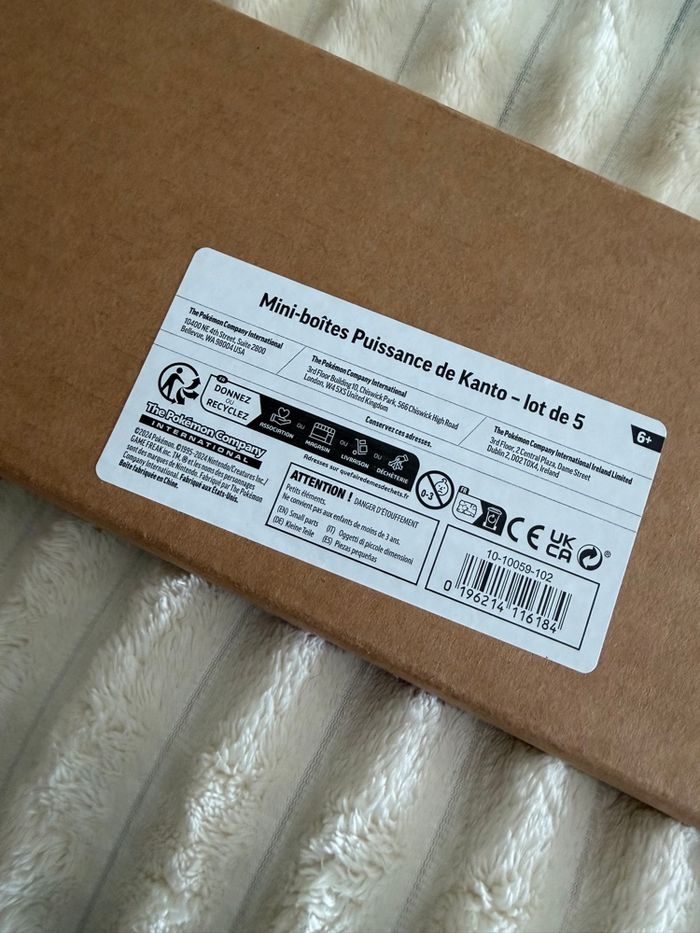 Mini-boîtes Puissance de Kanto – lot de 5
6+
The Pokémon Company International
10400 NE 4th Street, Suite 2800
Bellevue, WA 98004 USA
The Pokémon Company International
3rd Floor Building 10, Chiswick Park, 566 Chiswick High Road
London, W4 5XS United Kingdom
The Pokémon Company International Ireland Limited
3rd Floor, 2 Central Plaza, Dame Street
Dublin 2, D02 T0X4, Ireland
Conservez ces adresses.
FR
DONNEZ
OU
RECYCLEZ
ASSOCIATION
OU
MAGASIN
OU
LIVRAISON
OU
DÉCHÈTERIE
Adresses sur quefairedemesdechets.fr
The Pokémon Company
INTERNATIONAL
©2024 Pokémon. ©1995-2024 Nintendo/Creatures Inc./
GAME FREAK inc. TM, ® et les noms des personnages
sont des marques de Nintendo. Fabriqué par The Pokémon
Company International. Fabriqué aux États-Unis.
Boîte fabriquée en Chine.
ATTENTION ! DANGER D'ÉTOUFFEMENT
Petits éléments.
Ne convient pas aux enfants de moins de 3 ans.
(EN) Small parts (IT) Oggetti di piccole dimensioni
(DE) Kleine Teile (ES) Piezas pequeñas
0-3
FR
CE
UK
CA
®
10-10059-102
0 196214 116184